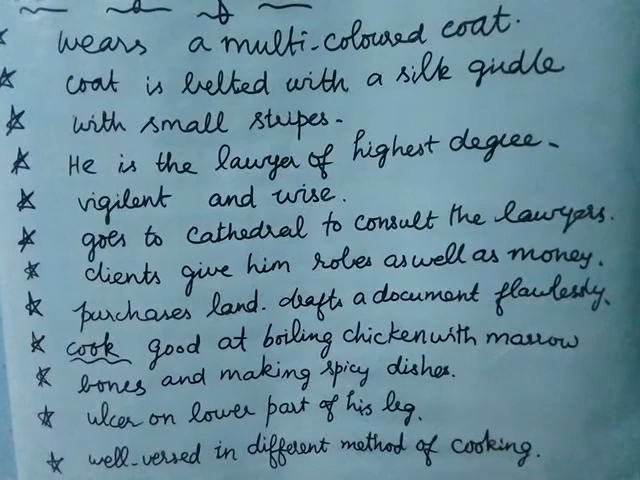 wears a multi-coloured coat.
coat is belted with a silk girdle
with small stripes.
He is the lawyer of highest degree.
vigilent and wise.
goes to cathedral to consult the lawyers.
clients give him robes aswell as money.
purchases land. drafts a document flawlessly.
cook good at boiling chicken with marrow
bones and making spicy dishes.
ulcer on lower part of his leg.
well-versed in different method of cooking.